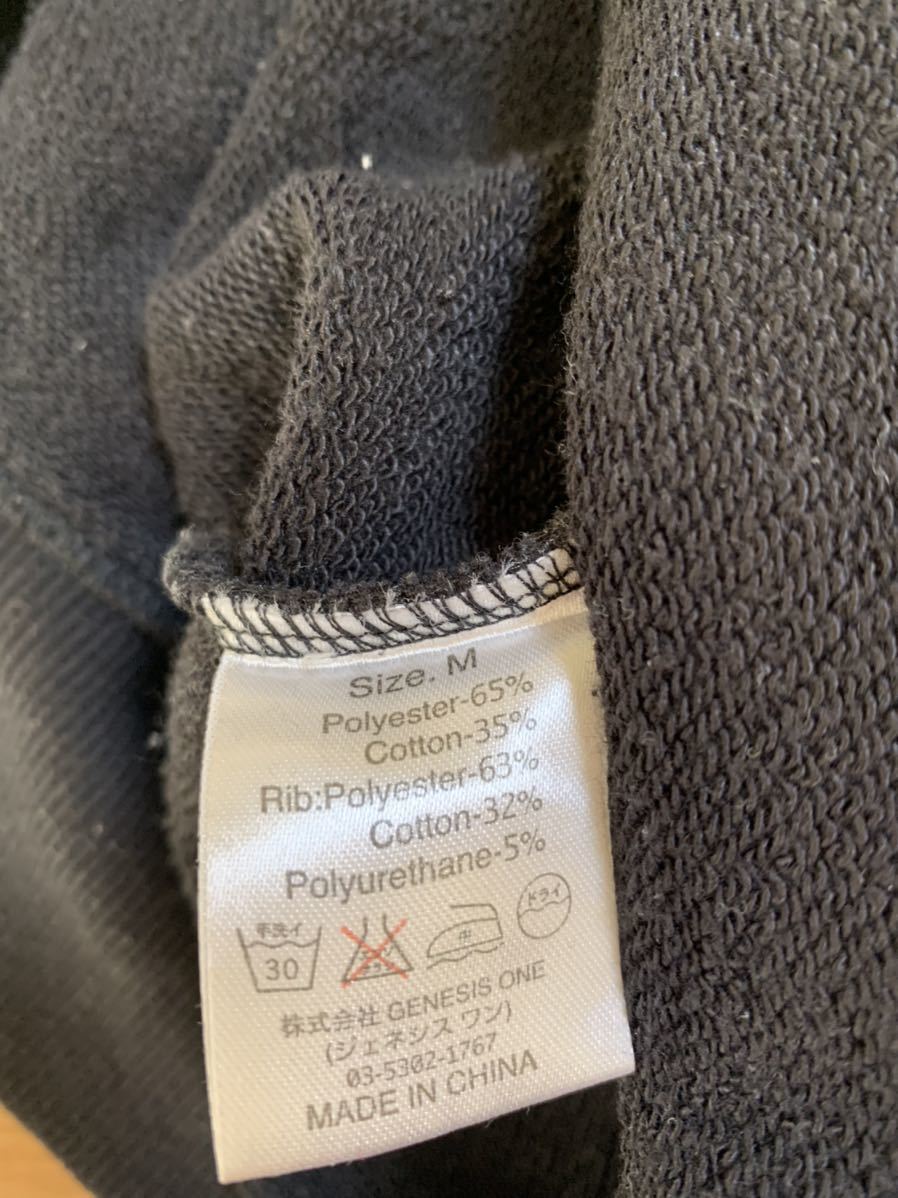 Size. M
Polyester-65%
Cotton-35%
Rib:Polyester-63%
Cotton-32%
Polyurethane-5%
手洗イ
30
中
ドライ
株式会社 GENESIS ONE
(ジェネシス ワン)
03-5302-1767
MADE IN CHINA